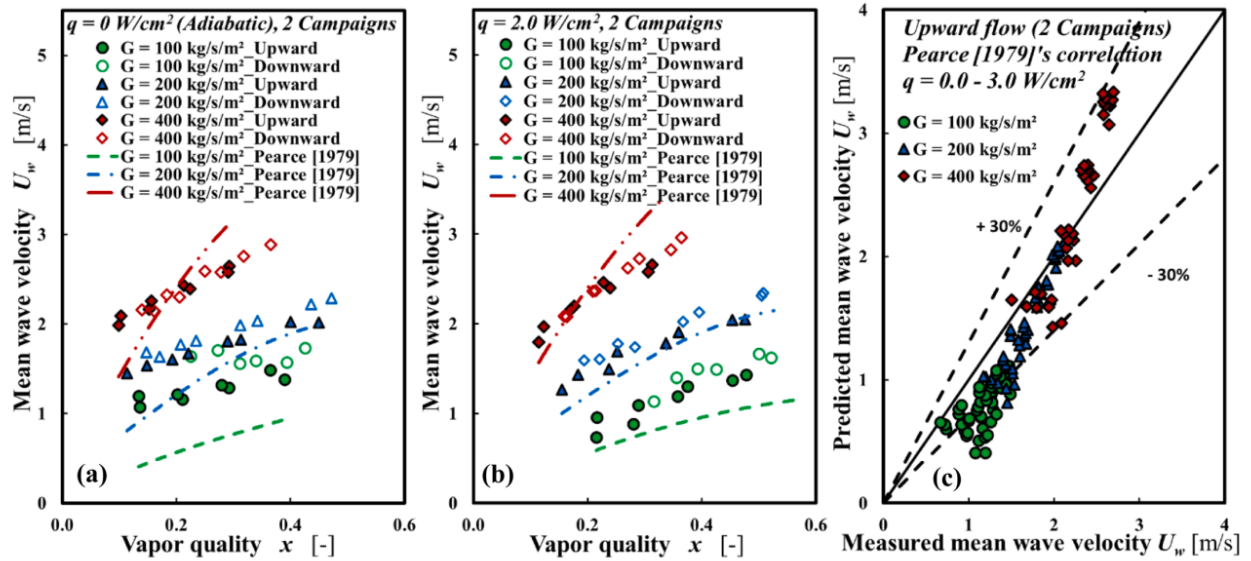 q = 0 W/cm² (Adiabatic), 2 Campaigns
G = 100 kg/s/m²_Upward
G = 100 kg/s/m²_Downward
G = 200 kg/s/m²_Upward
G = 200 kg/s/m²_Downward
G = 400 kg/s/m²_Upward
G = 400 kg/s/m²_Downward
G = 100 kg/s/m²_Pearce [1979]
G = 200 kg/s/m²_Pearce [1979]
G = 400 kg/s/m²_Pearce [1979]
Mean wave velocity U_w [m/s]
5
4
3
2
1
0
(a)
0.0 0.2 0.4 0.6
Vapor quality x [-]
q = 2.0 W/cm², 2 Campaigns
G = 100 kg/s/m²_Upward
G = 100 kg/s/m²_Downward
G = 200 kg/s/m²_Upward
G = 200 kg/s/m²_Downward
G = 400 kg/s/m²_Upward
G = 400 kg/s/m²_Downward
G = 100 kg/s/m²_Pearce [1979]
G = 200 kg/s/m²_Pearce [1979]
G = 400 kg/s/m²_Pearce [1979]
Mean wave velocity U_w [m/s]
5
4
3
2
1
0
(b)
0.0 0.2 0.4 0.6
Vapor quality x [-]
Upward flow (2 Campaigns)
Pearce [1979]'s correlation
q = 0.0 - 3.0 W/cm²
G = 100 kg/s/m²
G = 200 kg/s/m²
G = 400 kg/s/m²
+ 30%
- 30%
Predicted mean wave velocity U_w [m/s]
4
3
2
1
0
(c)
0 1 2 3 4
Measured mean wave velocity U_w [m/s]